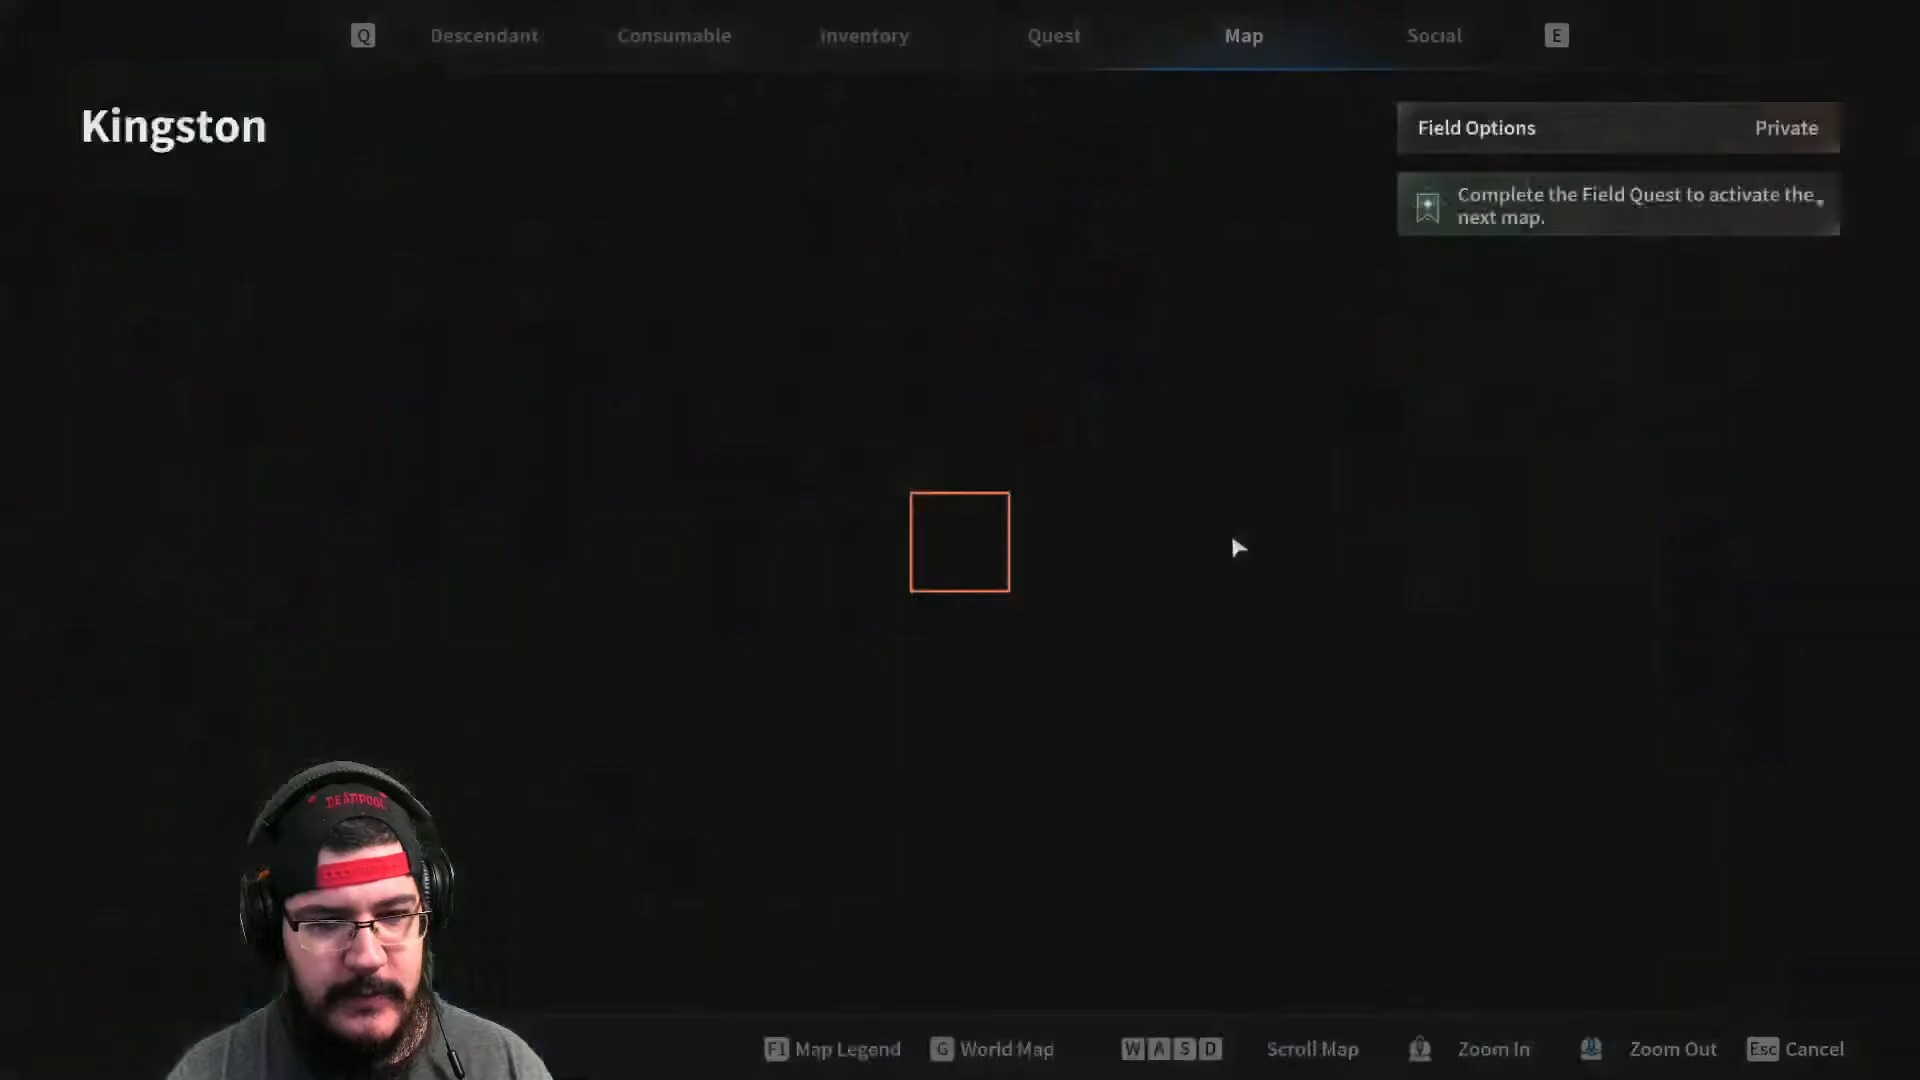 Q Descendant Consumable Inventory Quest Map Social E
Kingston
Field Options Private
Complete the Field Quest to activate the
next map.
DEADPOOL
F1 Map Legend G World Map W A S D Scroll Map Zoom In Zoom Out Esc Cancel